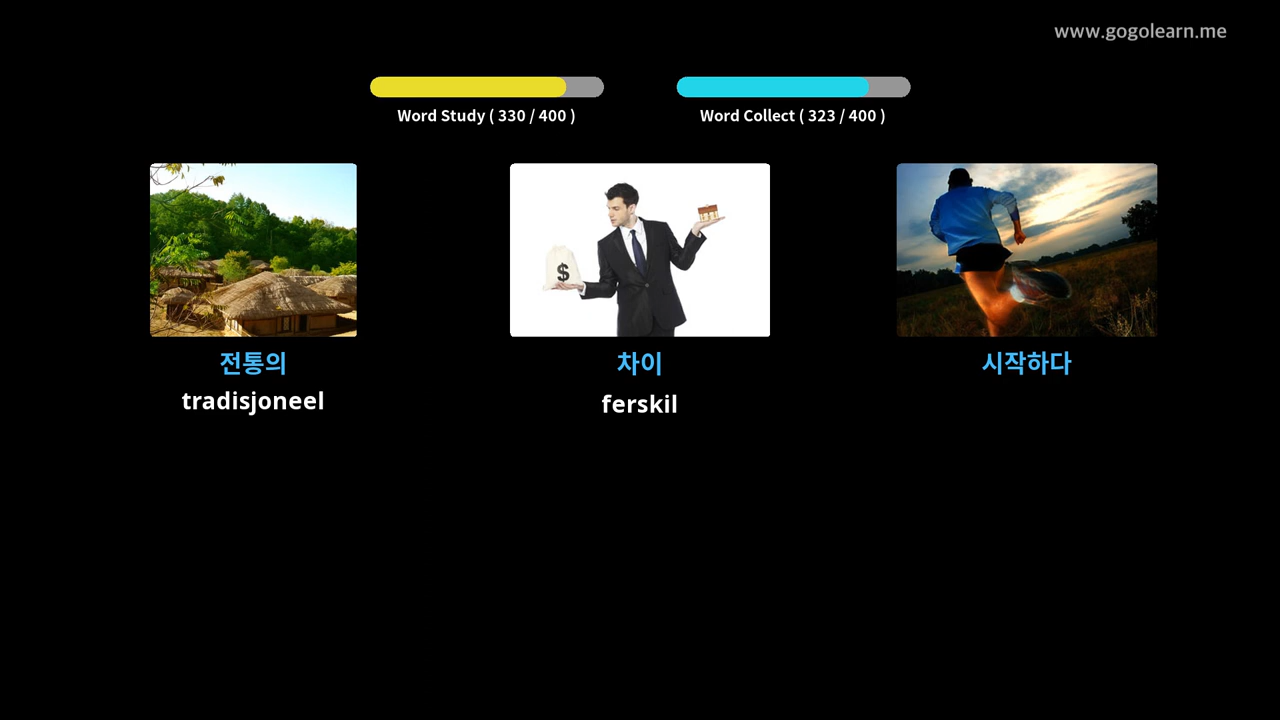 www.gogolearn.me
Word Study ( 330 / 400 )
Word Collect ( 323 / 400 )
전통의
tradisjoneel
차이
ferskil
시작하다
$